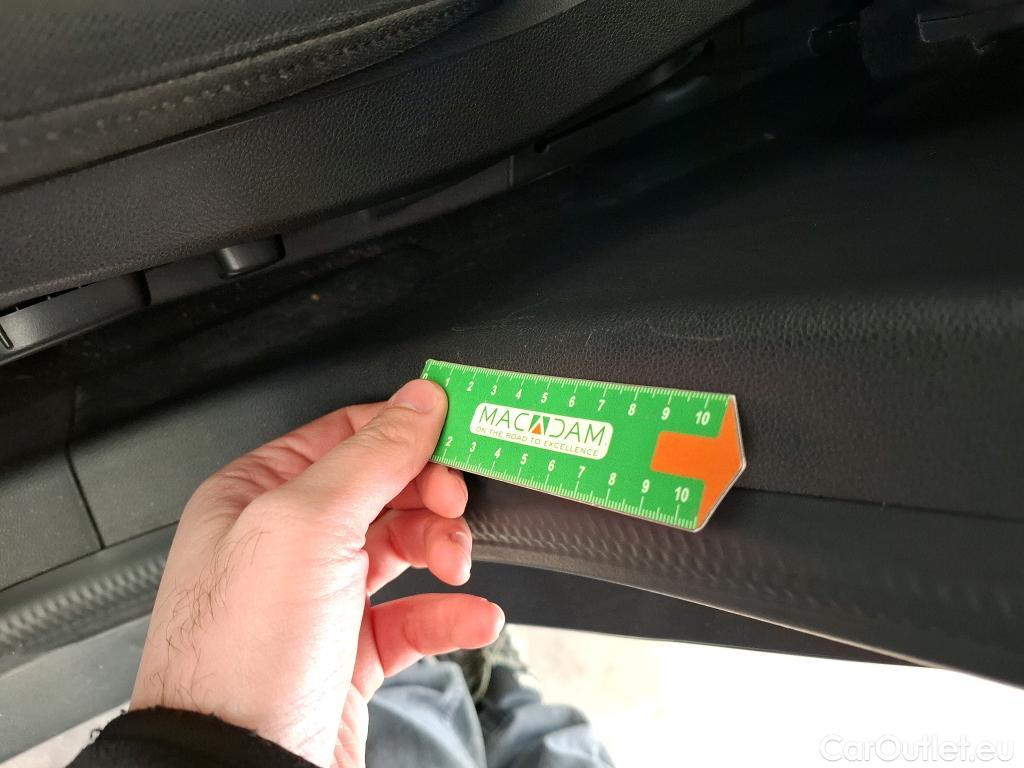 0 1 2 3 4 5 6 7 8 9 10
MACADAM
ON THE ROAD TO EXCELLENCE
2 3 4 5 6 7 8 9 10
CarOutlet.eu